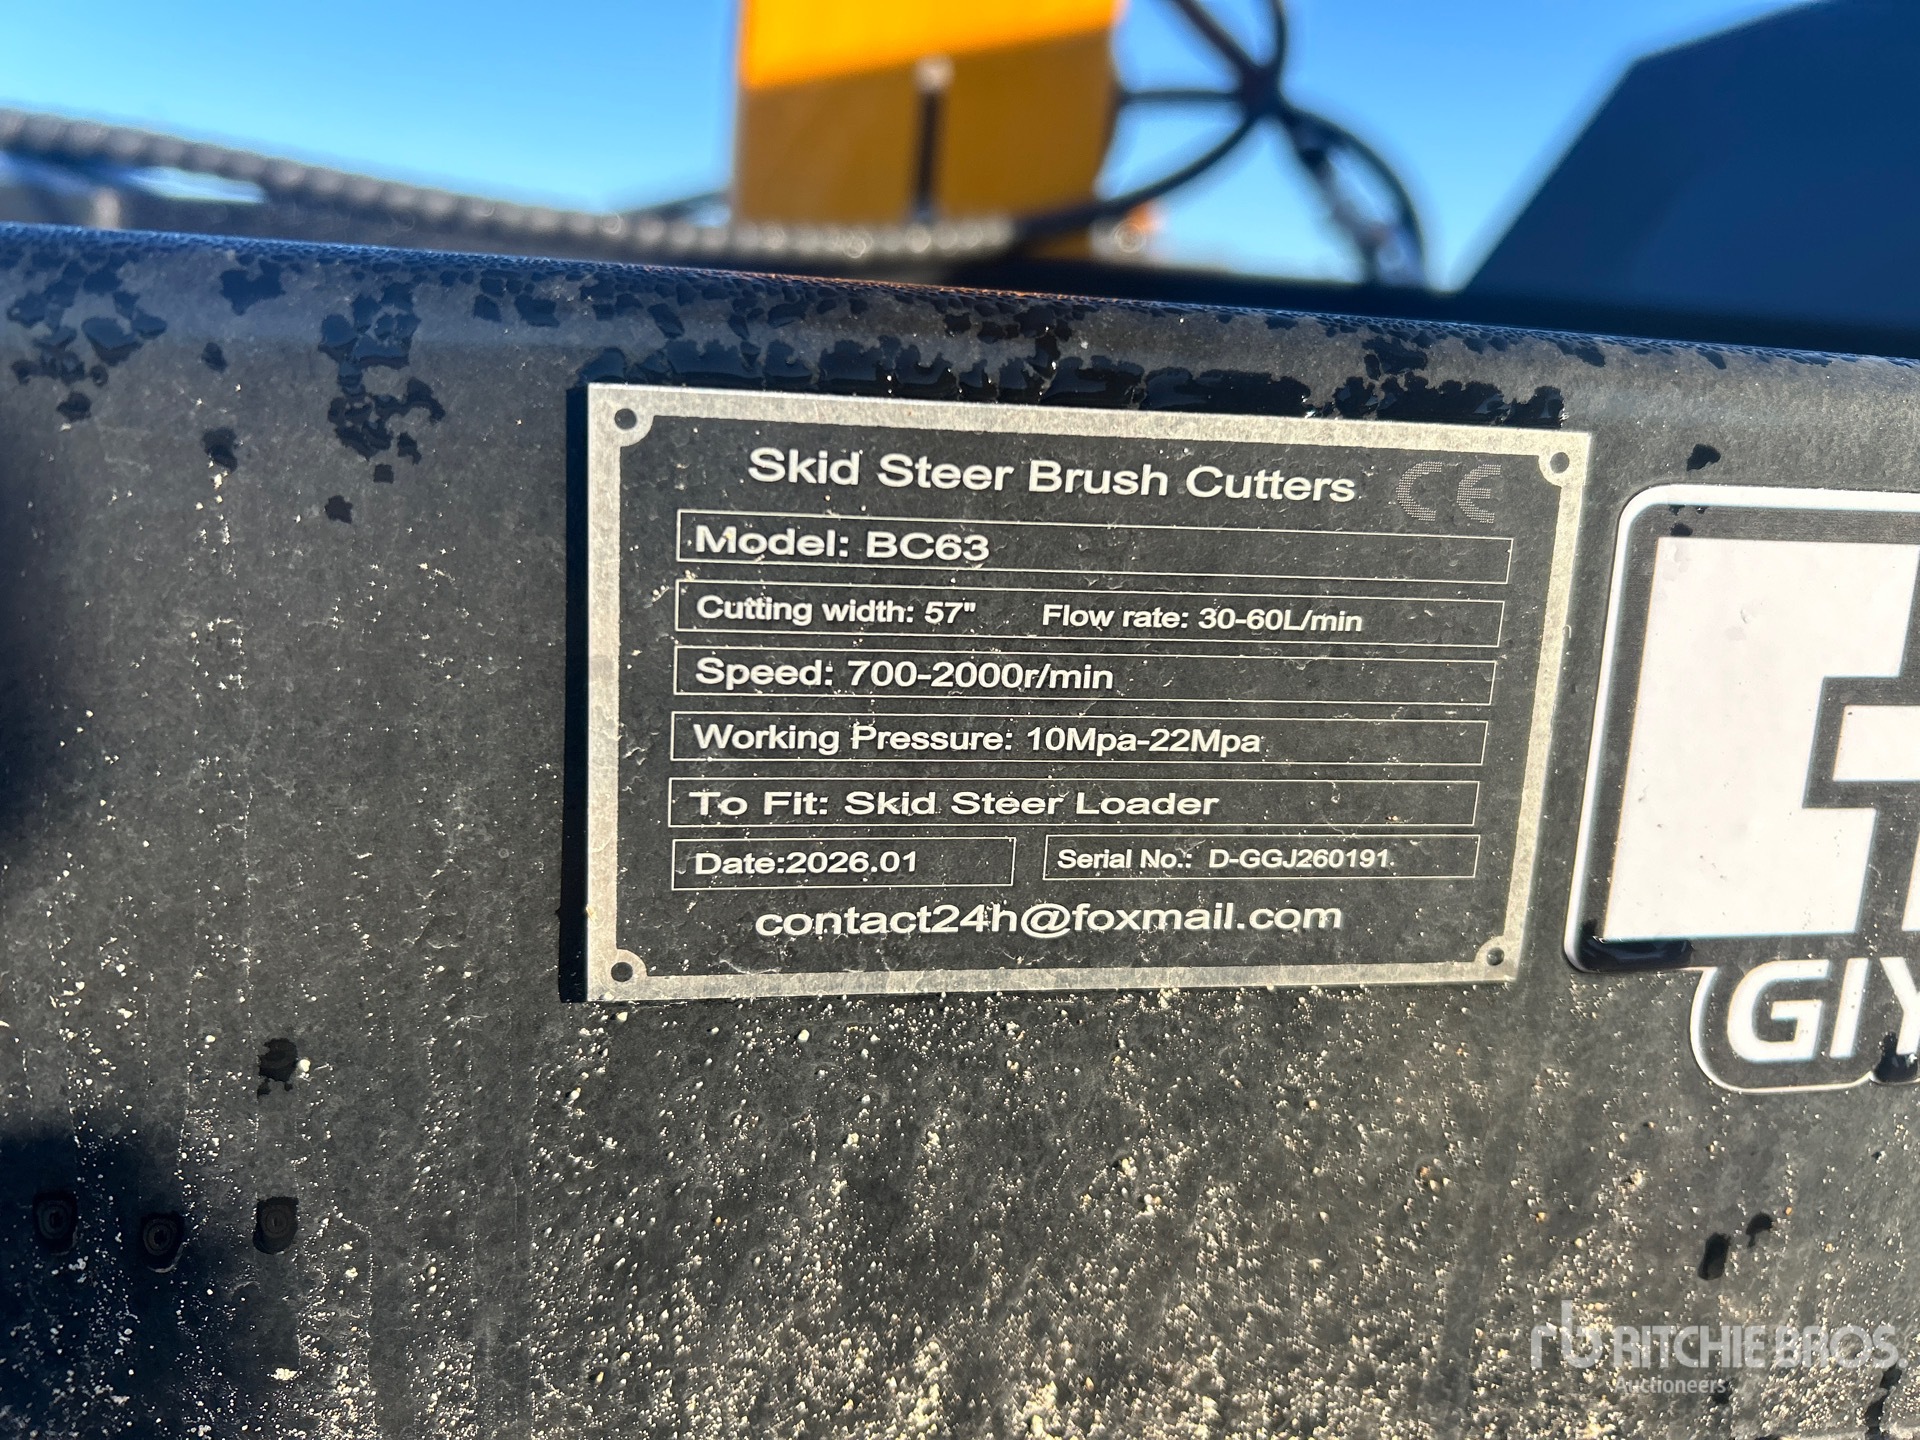 Skid Steer Brush Cutters CE
Model: BC63
Cutting width: 57" Flow rate: 30-60L/min
Speed: 700-2000r/min
Working Pressure: 10Mpa-22Mpa
To Fit: Skid Steer Loader
Date:2026.01 Serial No.: D-GGJ260191.
contact24h@foxmail.com
GIY
rb RITCHIE BROS.
Auctioneers